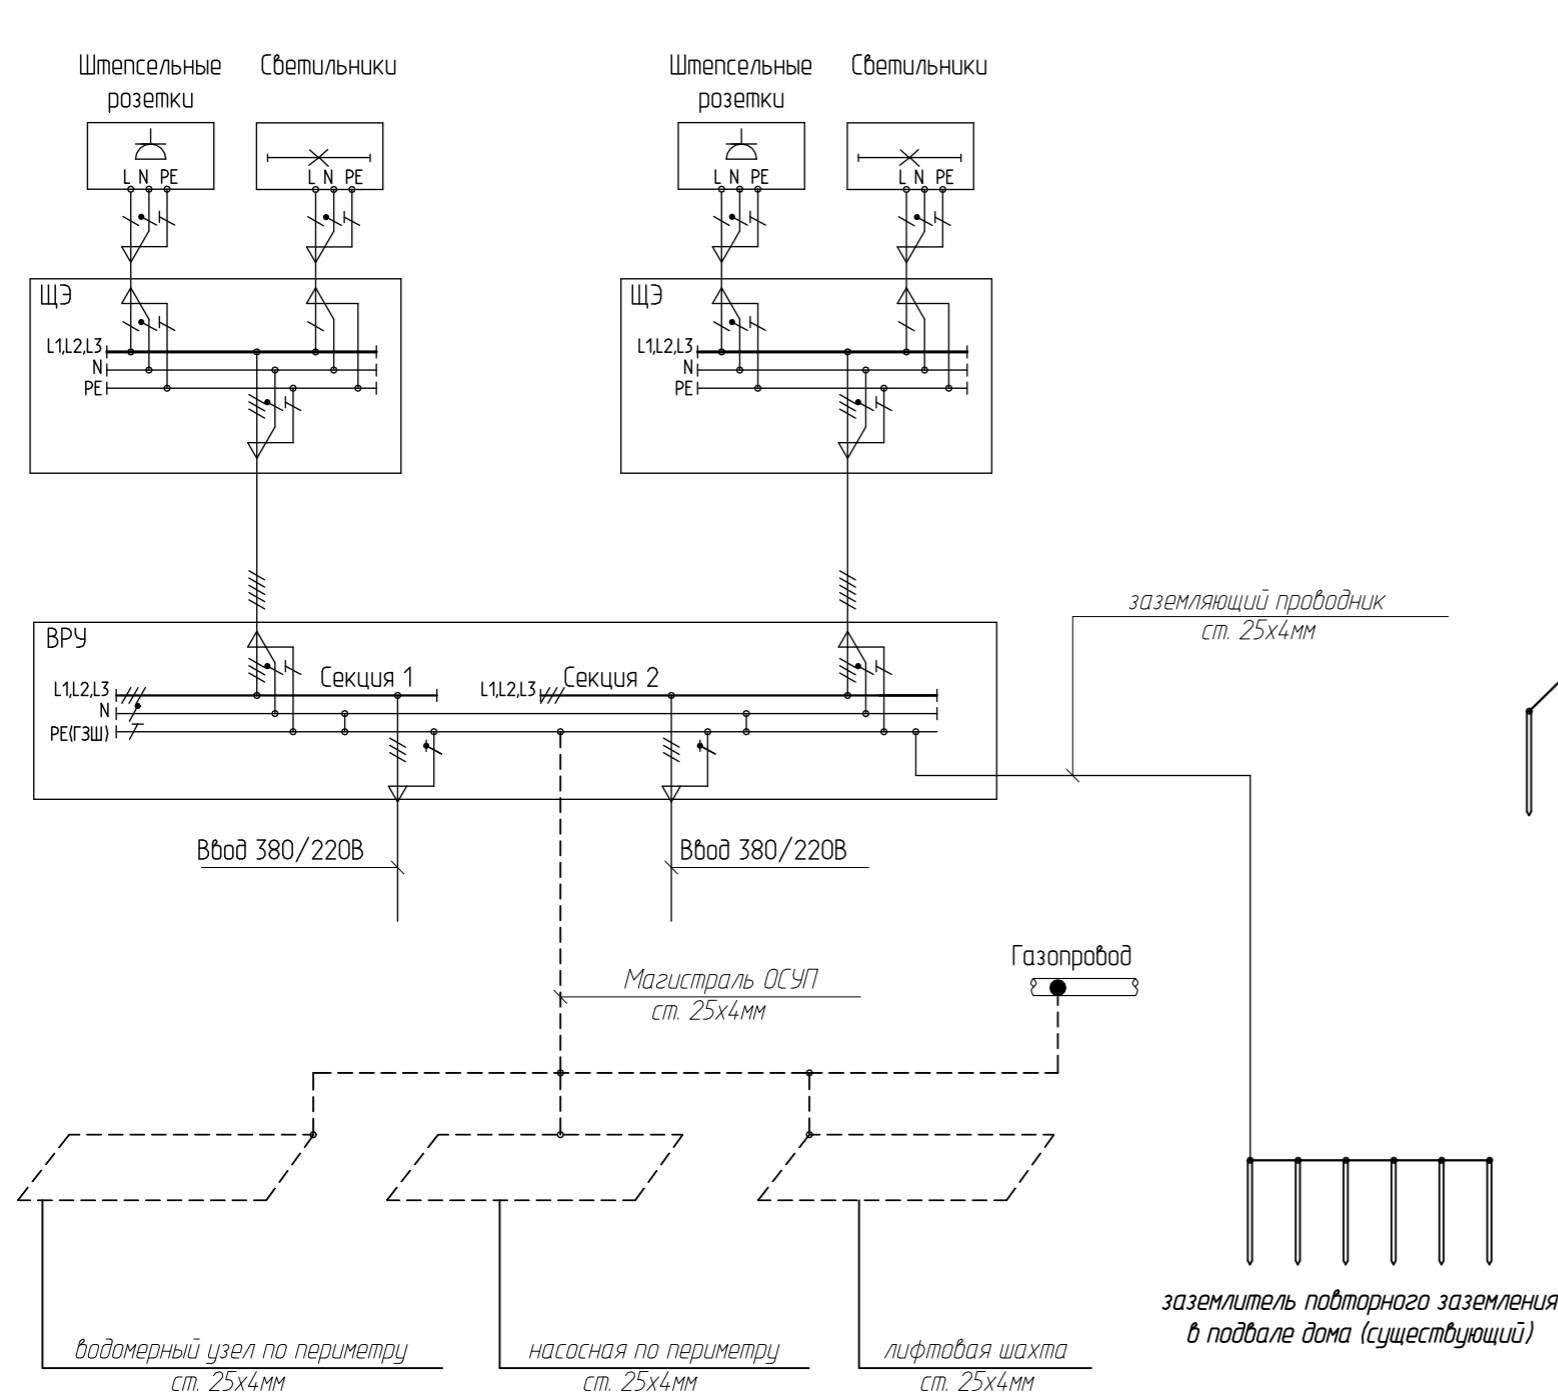 Штепсельные розетки
Светильники
Штепсельные розетки
Светильники
L N PE
L N PE
L N PE
L N PE
ЩЭ
L1,L2,L3
N
PE
ЩЭ
L1,L2,L3
N
PE
заземляющий проводник
ст. 25х4мм
ВРУ
Секция 1
Секция 2
L1,L2,L3
L1,L2,L3
N
PE(ГЗШ)
Ввод 380/220В
Ввод 380/220В
Газопровод
Магистраль ОСУП
ст. 25х4мм
заземлитель повторного заземления
в подвале дома (существующий)
водомерный узел по периметру
ст. 25х4мм
насосная по периметру
ст. 25х4мм
лифтовая шахта
ст. 25х4мм